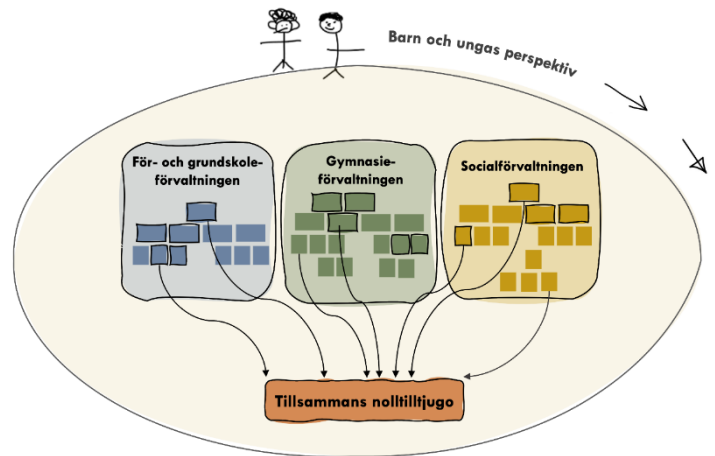 Barn och ungas perspektiv
För- och grundskole-
förvaltningen
Gymnasie-
förvaltningen
Socialförvaltningen
Tillsammans nolltilltjugo